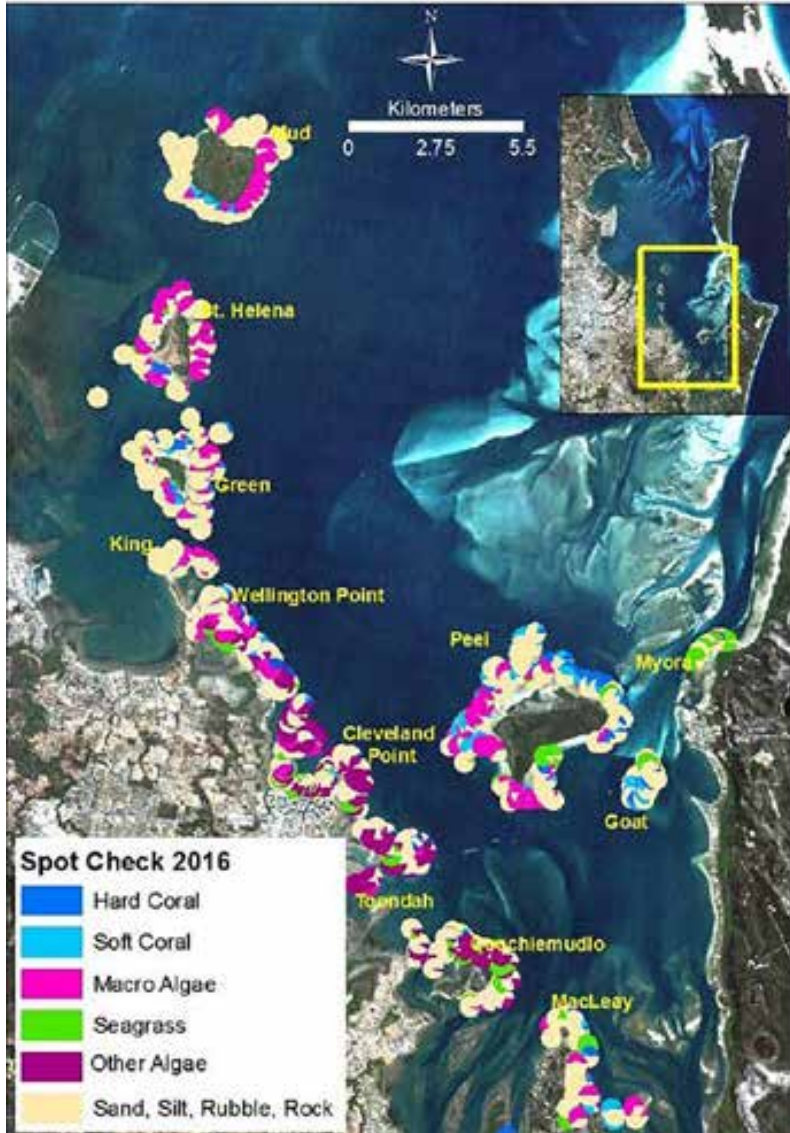 N
Kilometers
0 2.75 5.5
Mud
St. Helena
Green
King
Wellington Point
Peel
Myora
Cleveland
Point
Goat
Toondah
Coochiemudlo
MacLeay
Spot Check 2016
Hard Coral
Soft Coral
Macro Algae
Seagrass
Other Algae
Sand, Silt, Rubble, Rock